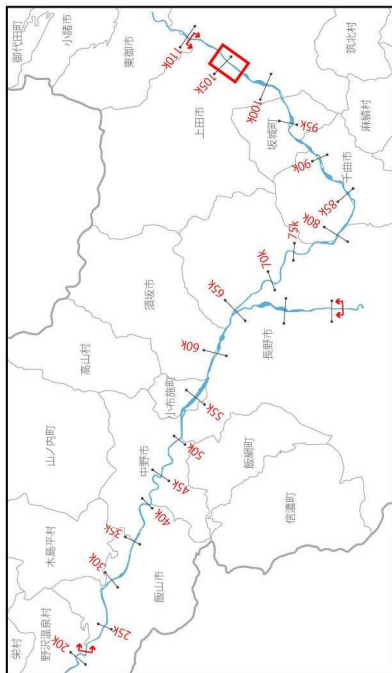 栄村
野沢温泉村
木島平村
山ノ内町
高山村
小諸市
御代田町
東御市
須坂市
上田市
中野市
小布施町
飯山市
飯綱町
信濃町
長野市
坂城町
千曲市
筑北村
麻績村
20k
25k
30k
35k
40k
45k
50k
55k
60k
65k
70k
75k
80k
85k
90k
95k
100k
105k
110k